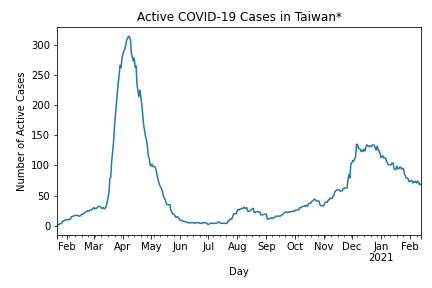 Active COVID-19 Cases in Taiwan*
Number of Active Cases
300
250
200
150
100
50
0
Feb Mar Apr May Jun Jul Aug Sep Oct Nov Dec Jan Feb
2021
Day